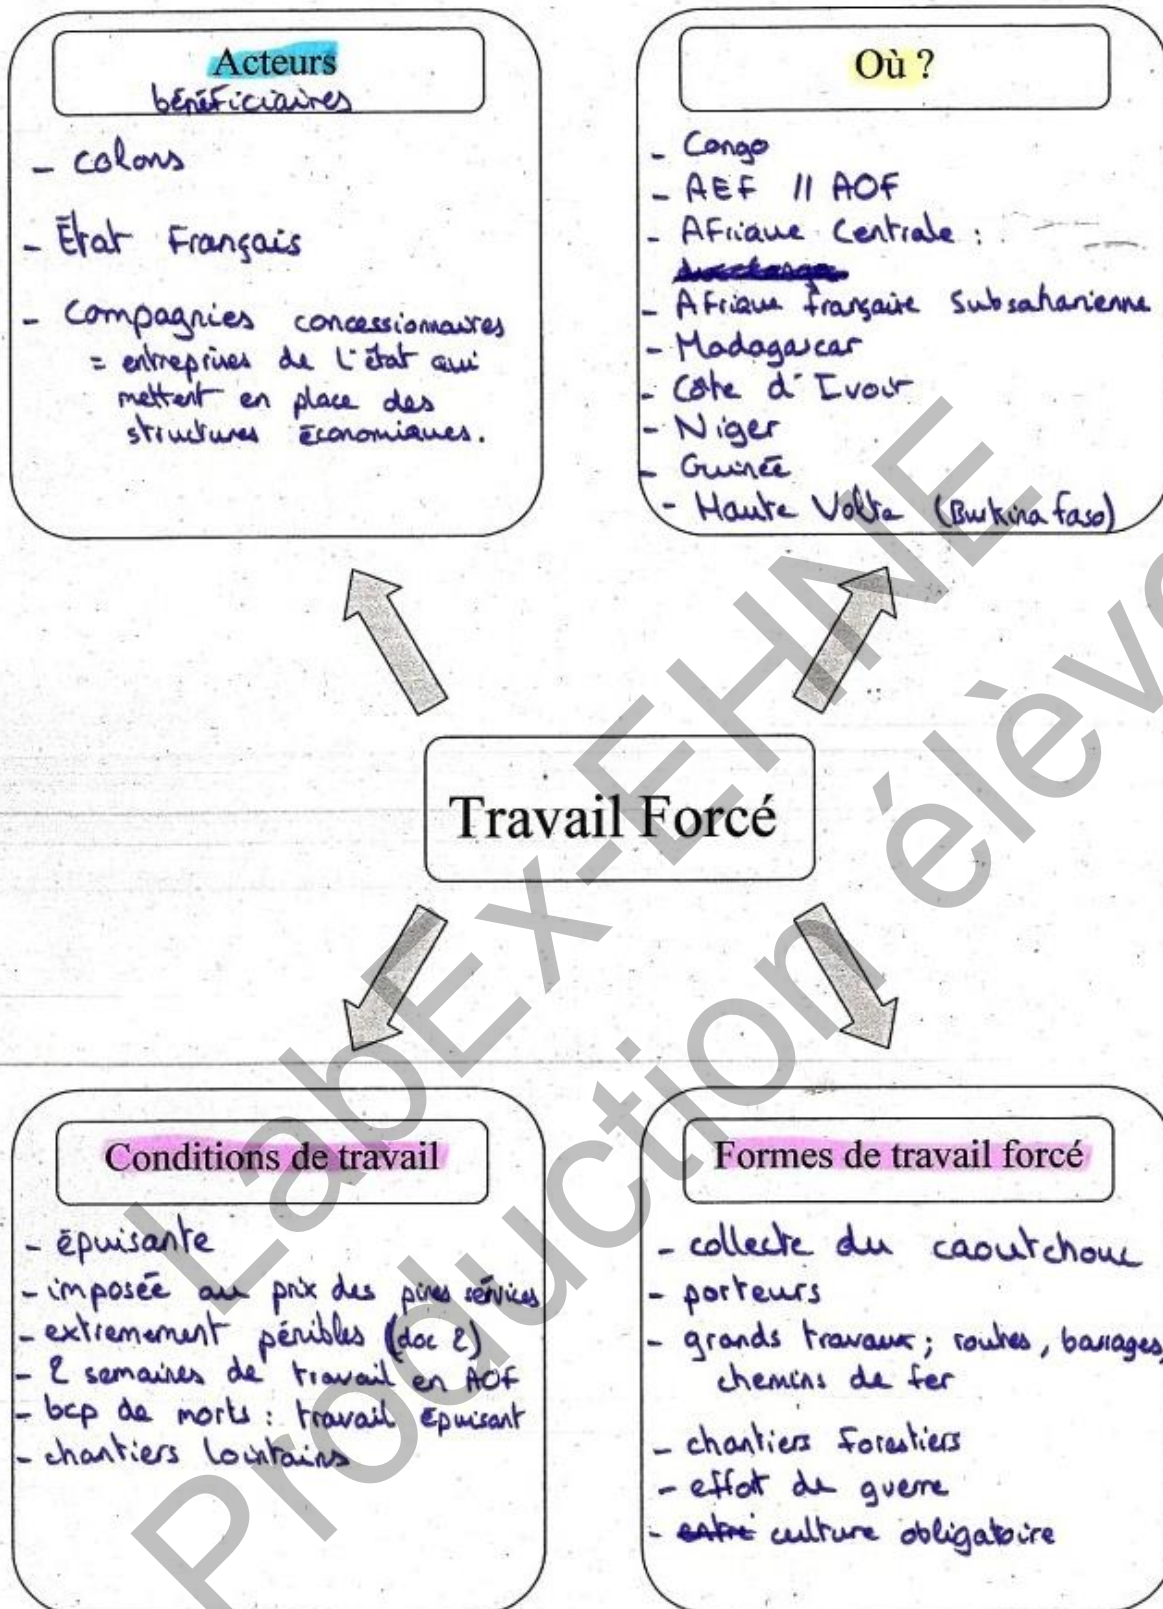 Acteurs
bénéficiaires
- colons
- État Français
- Compagnies concessionnaires
= entreprises de l'état qui
mettent en place des
structures économiques.
Où ?
- Congo
- AEF // AOF
- Afrique Centrale :
- Afrique française Subsaharienne
- Madagascar
- Côte d'Ivoir
- Niger
- Guinée
- Haute Volta (Burkina faso)
Travail Forcé
Conditions de travail
- épuisante
- imposée au prix des pires sévices
- extremement pénibles (doc 2)
- 2 semaines de travail en AOF
- bcp de morts : travail épuisant
- chantiers lointains
Formes de travail forcé
- collecte du caoutchouc
- porteurs
- grands travaux ; routes, barrages,
chemins de fer
- chantiers forestiers
- effot de guerre
- culture obligatoire
LabEx-EHNE
Production élève